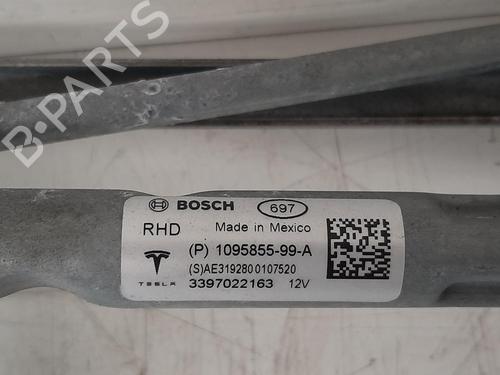 B-PARTS
BOSCH 697
RHD Made in Mexico
(P) 1095855-99-A
(S)AE3192800107520
TESLA 3397022163 12V